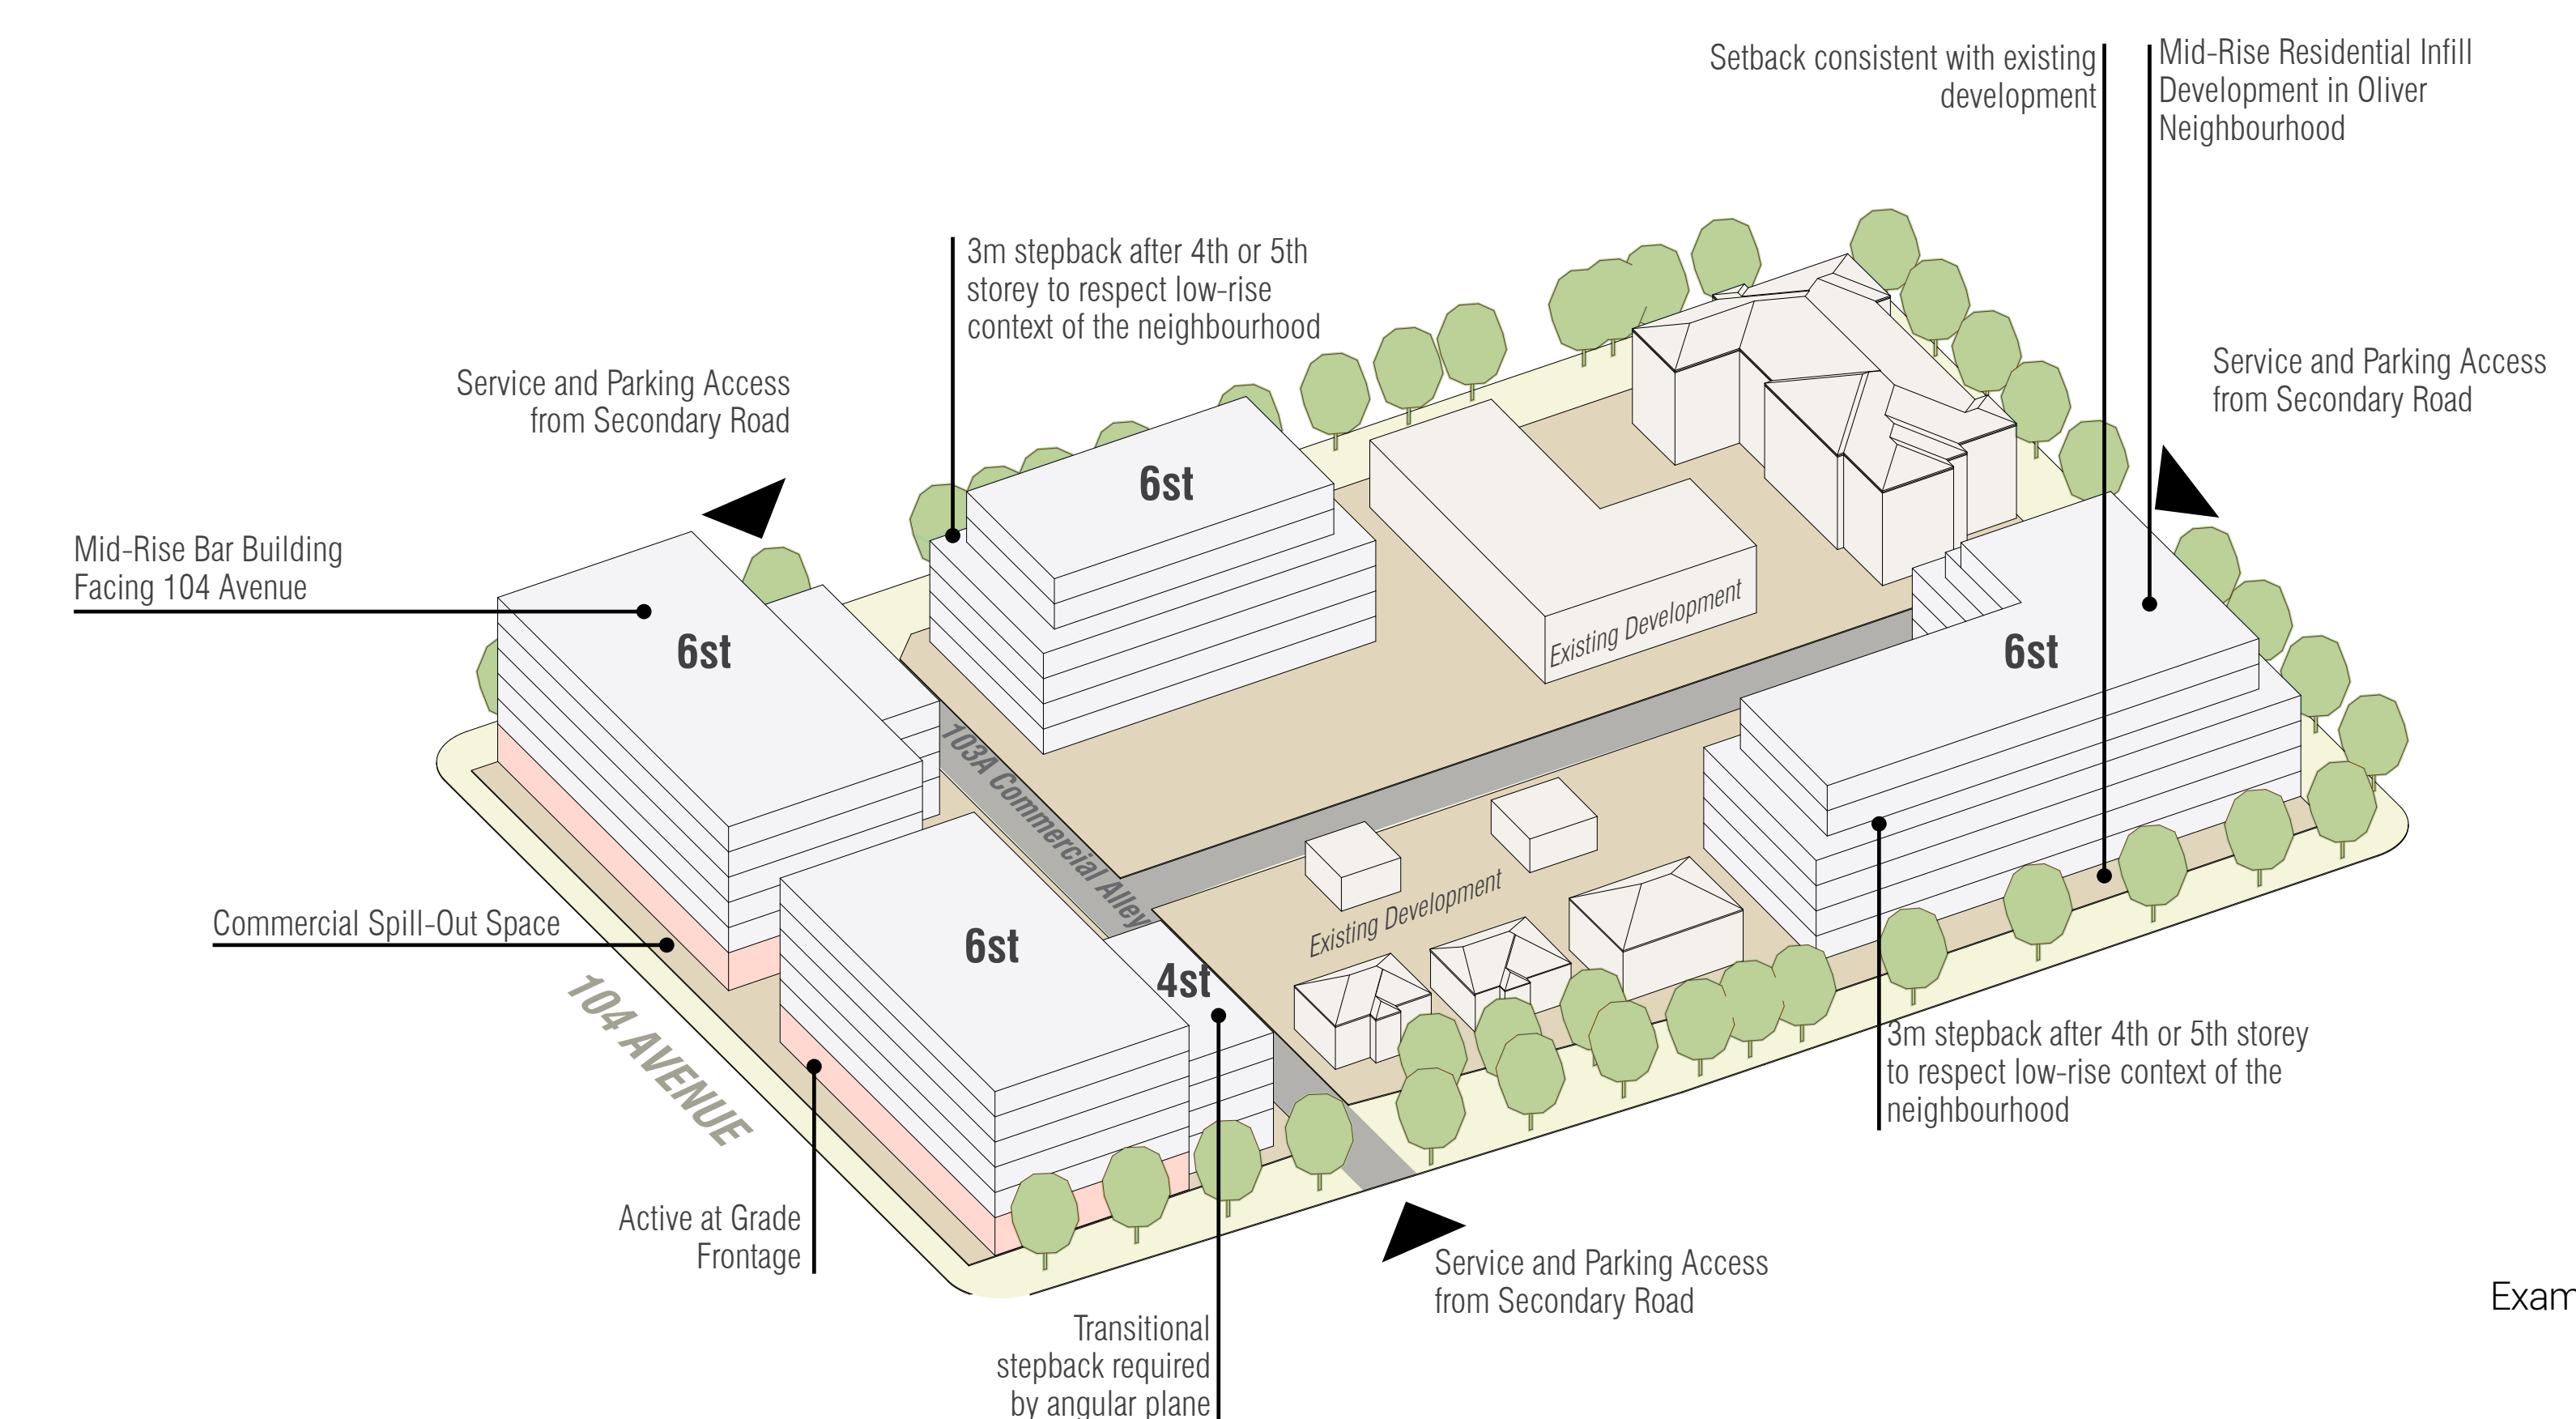 Setback consistent with existing
development
Mid-Rise Residential Infill
Development in Oliver
Neighbourhood
3m stepback after 4th or 5th
storey to respect low-rise
context of the neighbourhood
Service and Parking Access
from Secondary Road
Service and Parking Access
from Secondary Road
Mid-Rise Bar Building
Facing 104 Avenue
6st
6st
6st
Existing Development
103A Commercial Alley
Existing Development
Commercial Spill-Out Space
6st
4st
104 AVENUE
3m stepback after 4th or 5th storey
to respect low-rise context of the
neighbourhood
Active at Grade
Frontage
Service and Parking Access
from Secondary Road
Transitional
stepback required
by angular plane
Exam